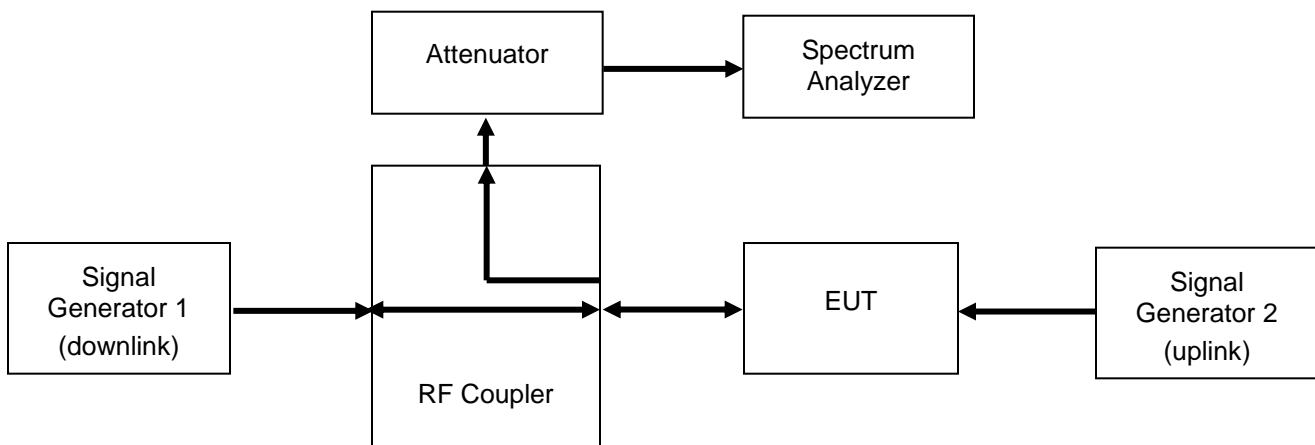 Attenuator
Spectrum
Analyzer
Signal
Generator 1
(downlink)
EUT
Signal
Generator 2
(uplink)
RF Coupler